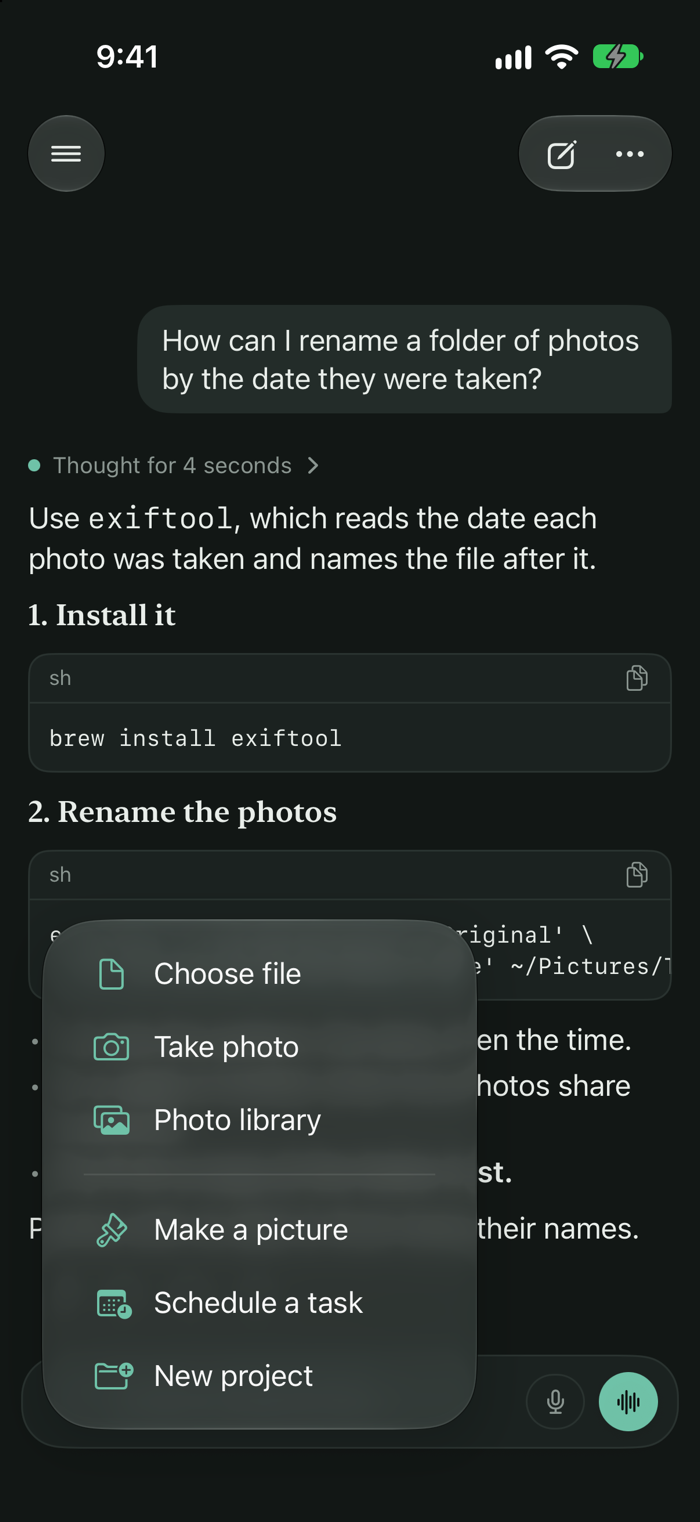 9:41
How can I rename a folder of photos
by the date they were taken?
Thought for 4 seconds
Use exiftool, which reads the date each
photo was taken and names the file after it.
1. Install it
sh
brew install exiftool
2. Rename the photos
sh
riginal' \
e' ~/Pictures/
en the time.
hotos share
st.
their names.
Choose file
Take photo
Photo library
Make a picture
Schedule a task
New project